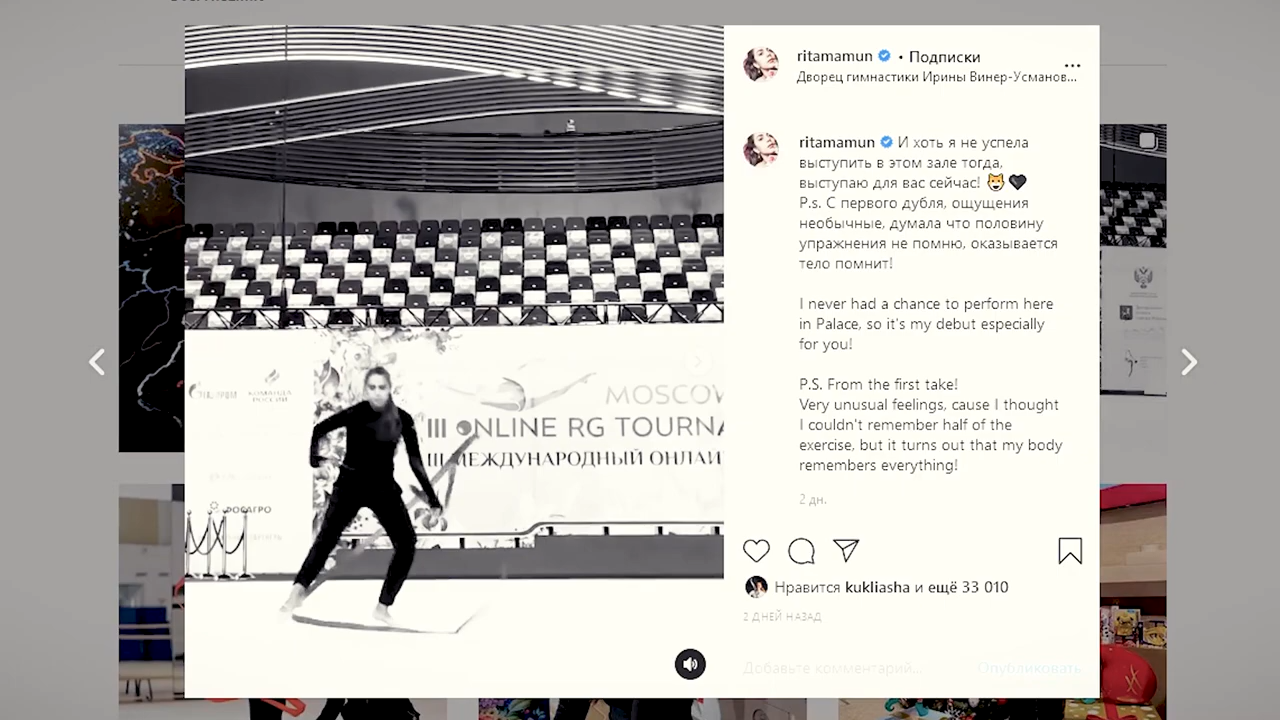 ritamamun • Подписки
Дворец гимнастики Ирины Винер-Усманов...
ritamamun И хоть я не успела
выступить в этом зале тогда,
выступаю для вас сейчас!
P.s. С первого дубля, ощущения
необычные, думала что половину
упражнения не помню, оказывается
тело помнит!
I never had a chance to perform here
in Palace, so it's my debut especially
for you!
P.S. From the first take!
Very unusual feelings, cause I thought
I couldn't remember half of the
exercise, but it turns out that my body
remembers everything!
2 дн.
Нравится kukliasha и ещё 33 010
2 ДНЕЙ НАЗАД
Добавьте комментарий...
Опубликовать
КОМАНДА
РОССИИ
MOSCOW
III ONLINE RG TOURNA
III МЕЖДУНАРОДНЫЙ ОНЛАЙ
ФОСАГРО